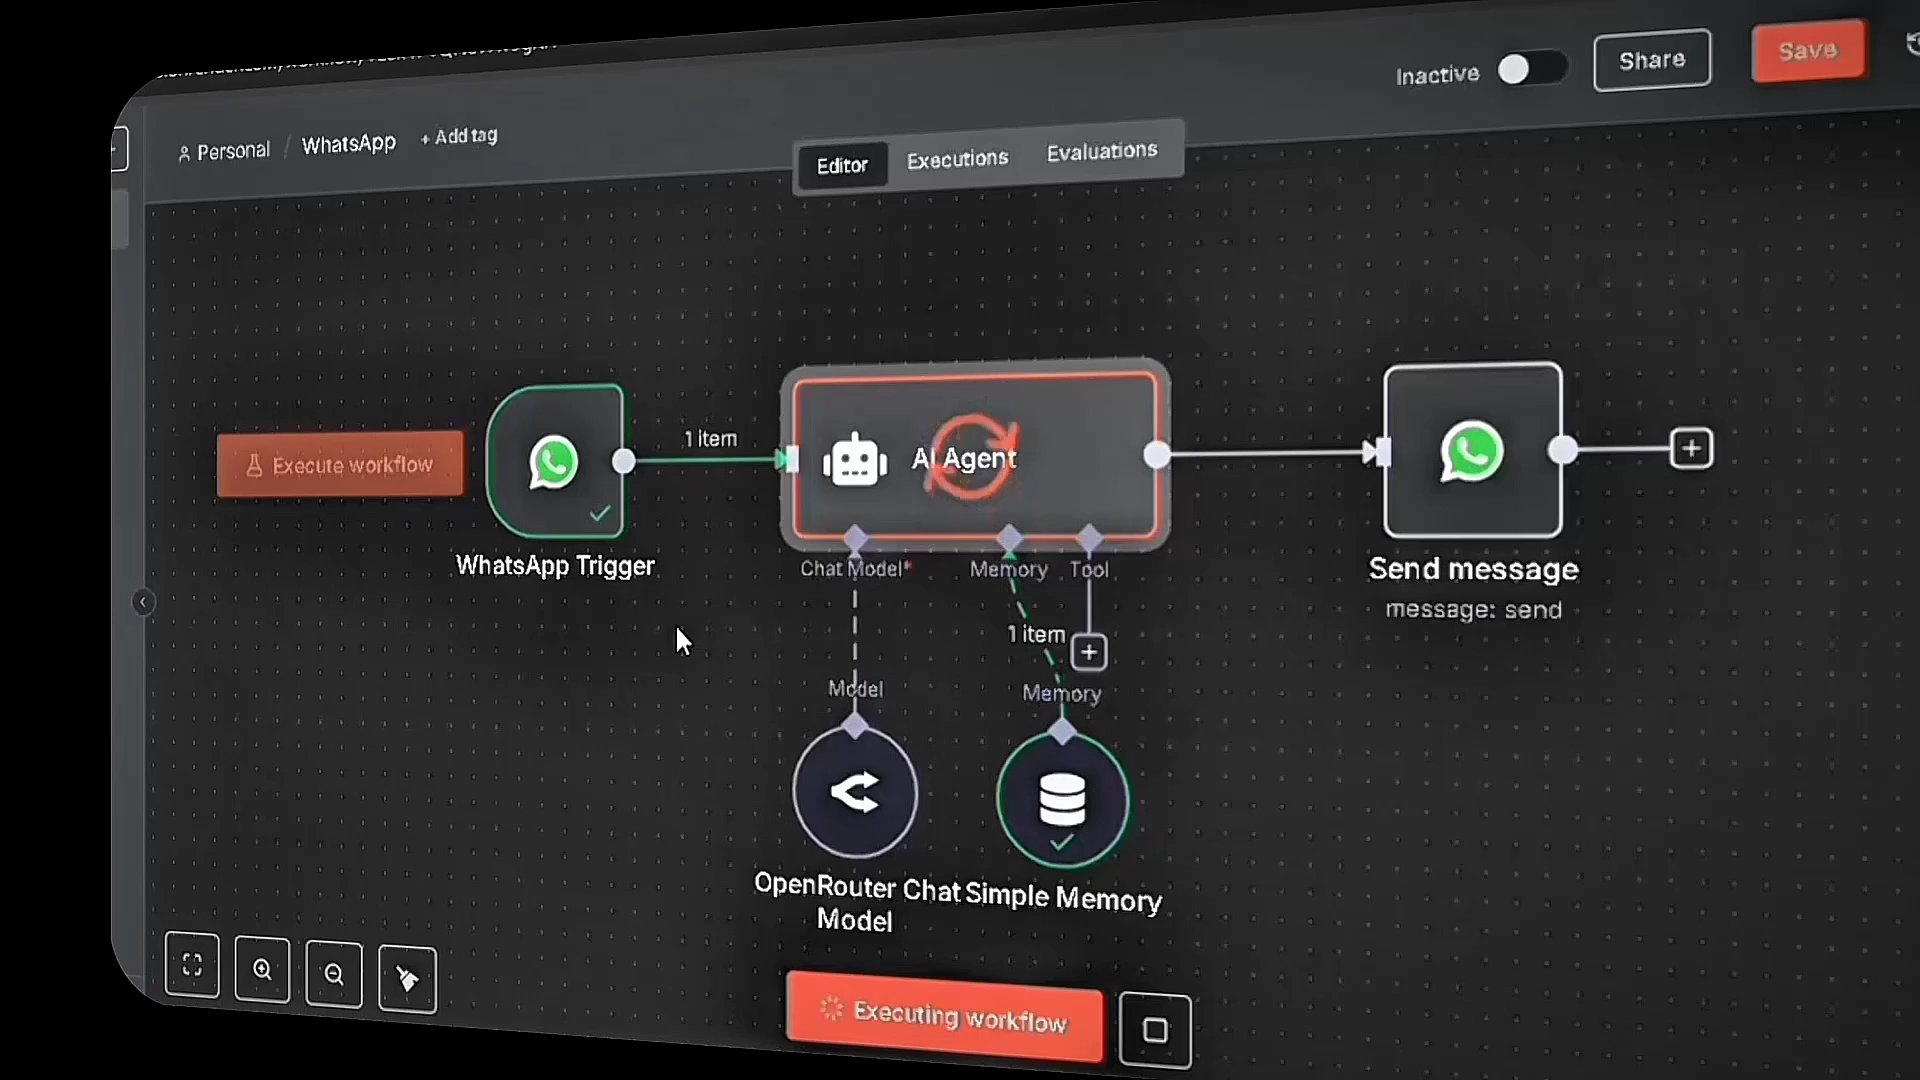 Inactive
Share
Save
Personal / WhatsApp + Add tag
Editor Executions Evaluations
Execute workflow
1 item
AI Agent
WhatsApp Trigger
Chat Model*
Memory
Tool
Send message
message: send
1 item
Model
Memory
OpenRouter Chat
Model
Simple Memory
Executing workflow